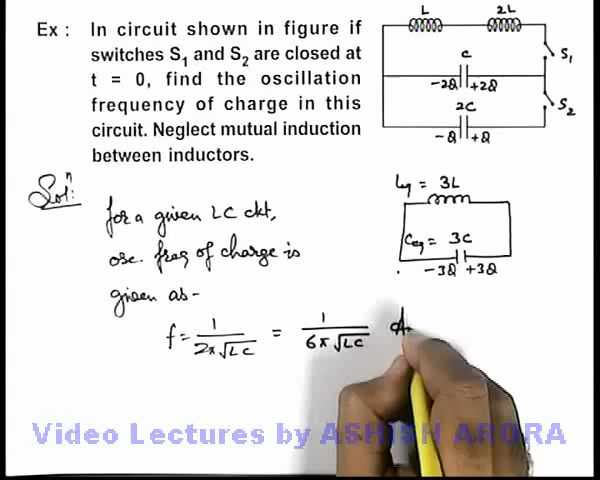 Ex : In circuit shown in figure if
switches S₁ and S₂ are closed at
t = 0, find the oscillation
frequency of charge in this
circuit. Neglect mutual induction
between inductors.
L 2L
S₁
C
-2Q +2Q
S₂
2C
-Q +Q
Solⁿ
for a given LC ckt,
osc. freq of charge is
given as-
f = 1/2π√LC = 1/6π√LC
Leq = 3L
Ceq = 3C
-3Q +3Q
Video Lectures by ASHISH ARORA